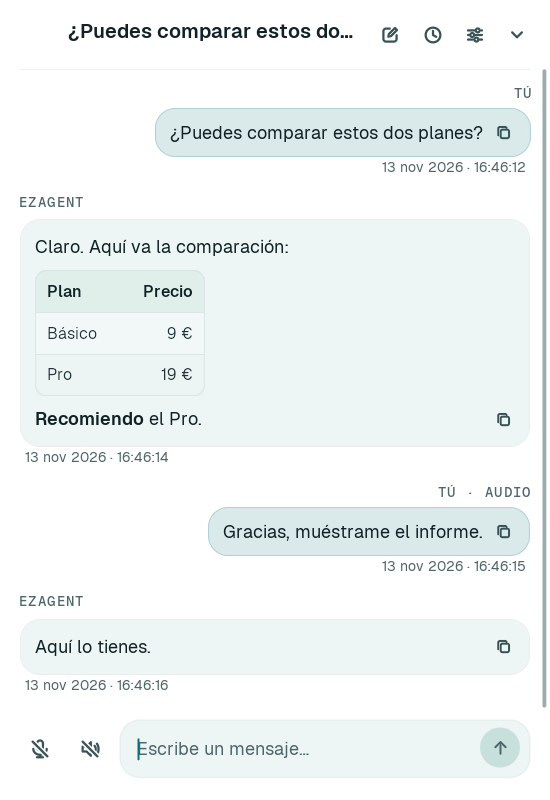 ¿Puedes comparar estos do...
TÚ
¿Puedes comparar estos dos planes?
13 nov 2026 · 16:46:12
EZAGENT
Claro. Aquí va la comparación:
Plan Precio
Básico 9 €
Pro 19 €
Recomiendo el Pro.
13 nov 2026 · 16:46:14
TÚ · AUDIO
Gracias, muéstrame el informe.
13 nov 2026 · 16:46:15
EZAGENT
Aquí lo tienes.
13 nov 2026 · 16:46:16
Escribe un mensaje...